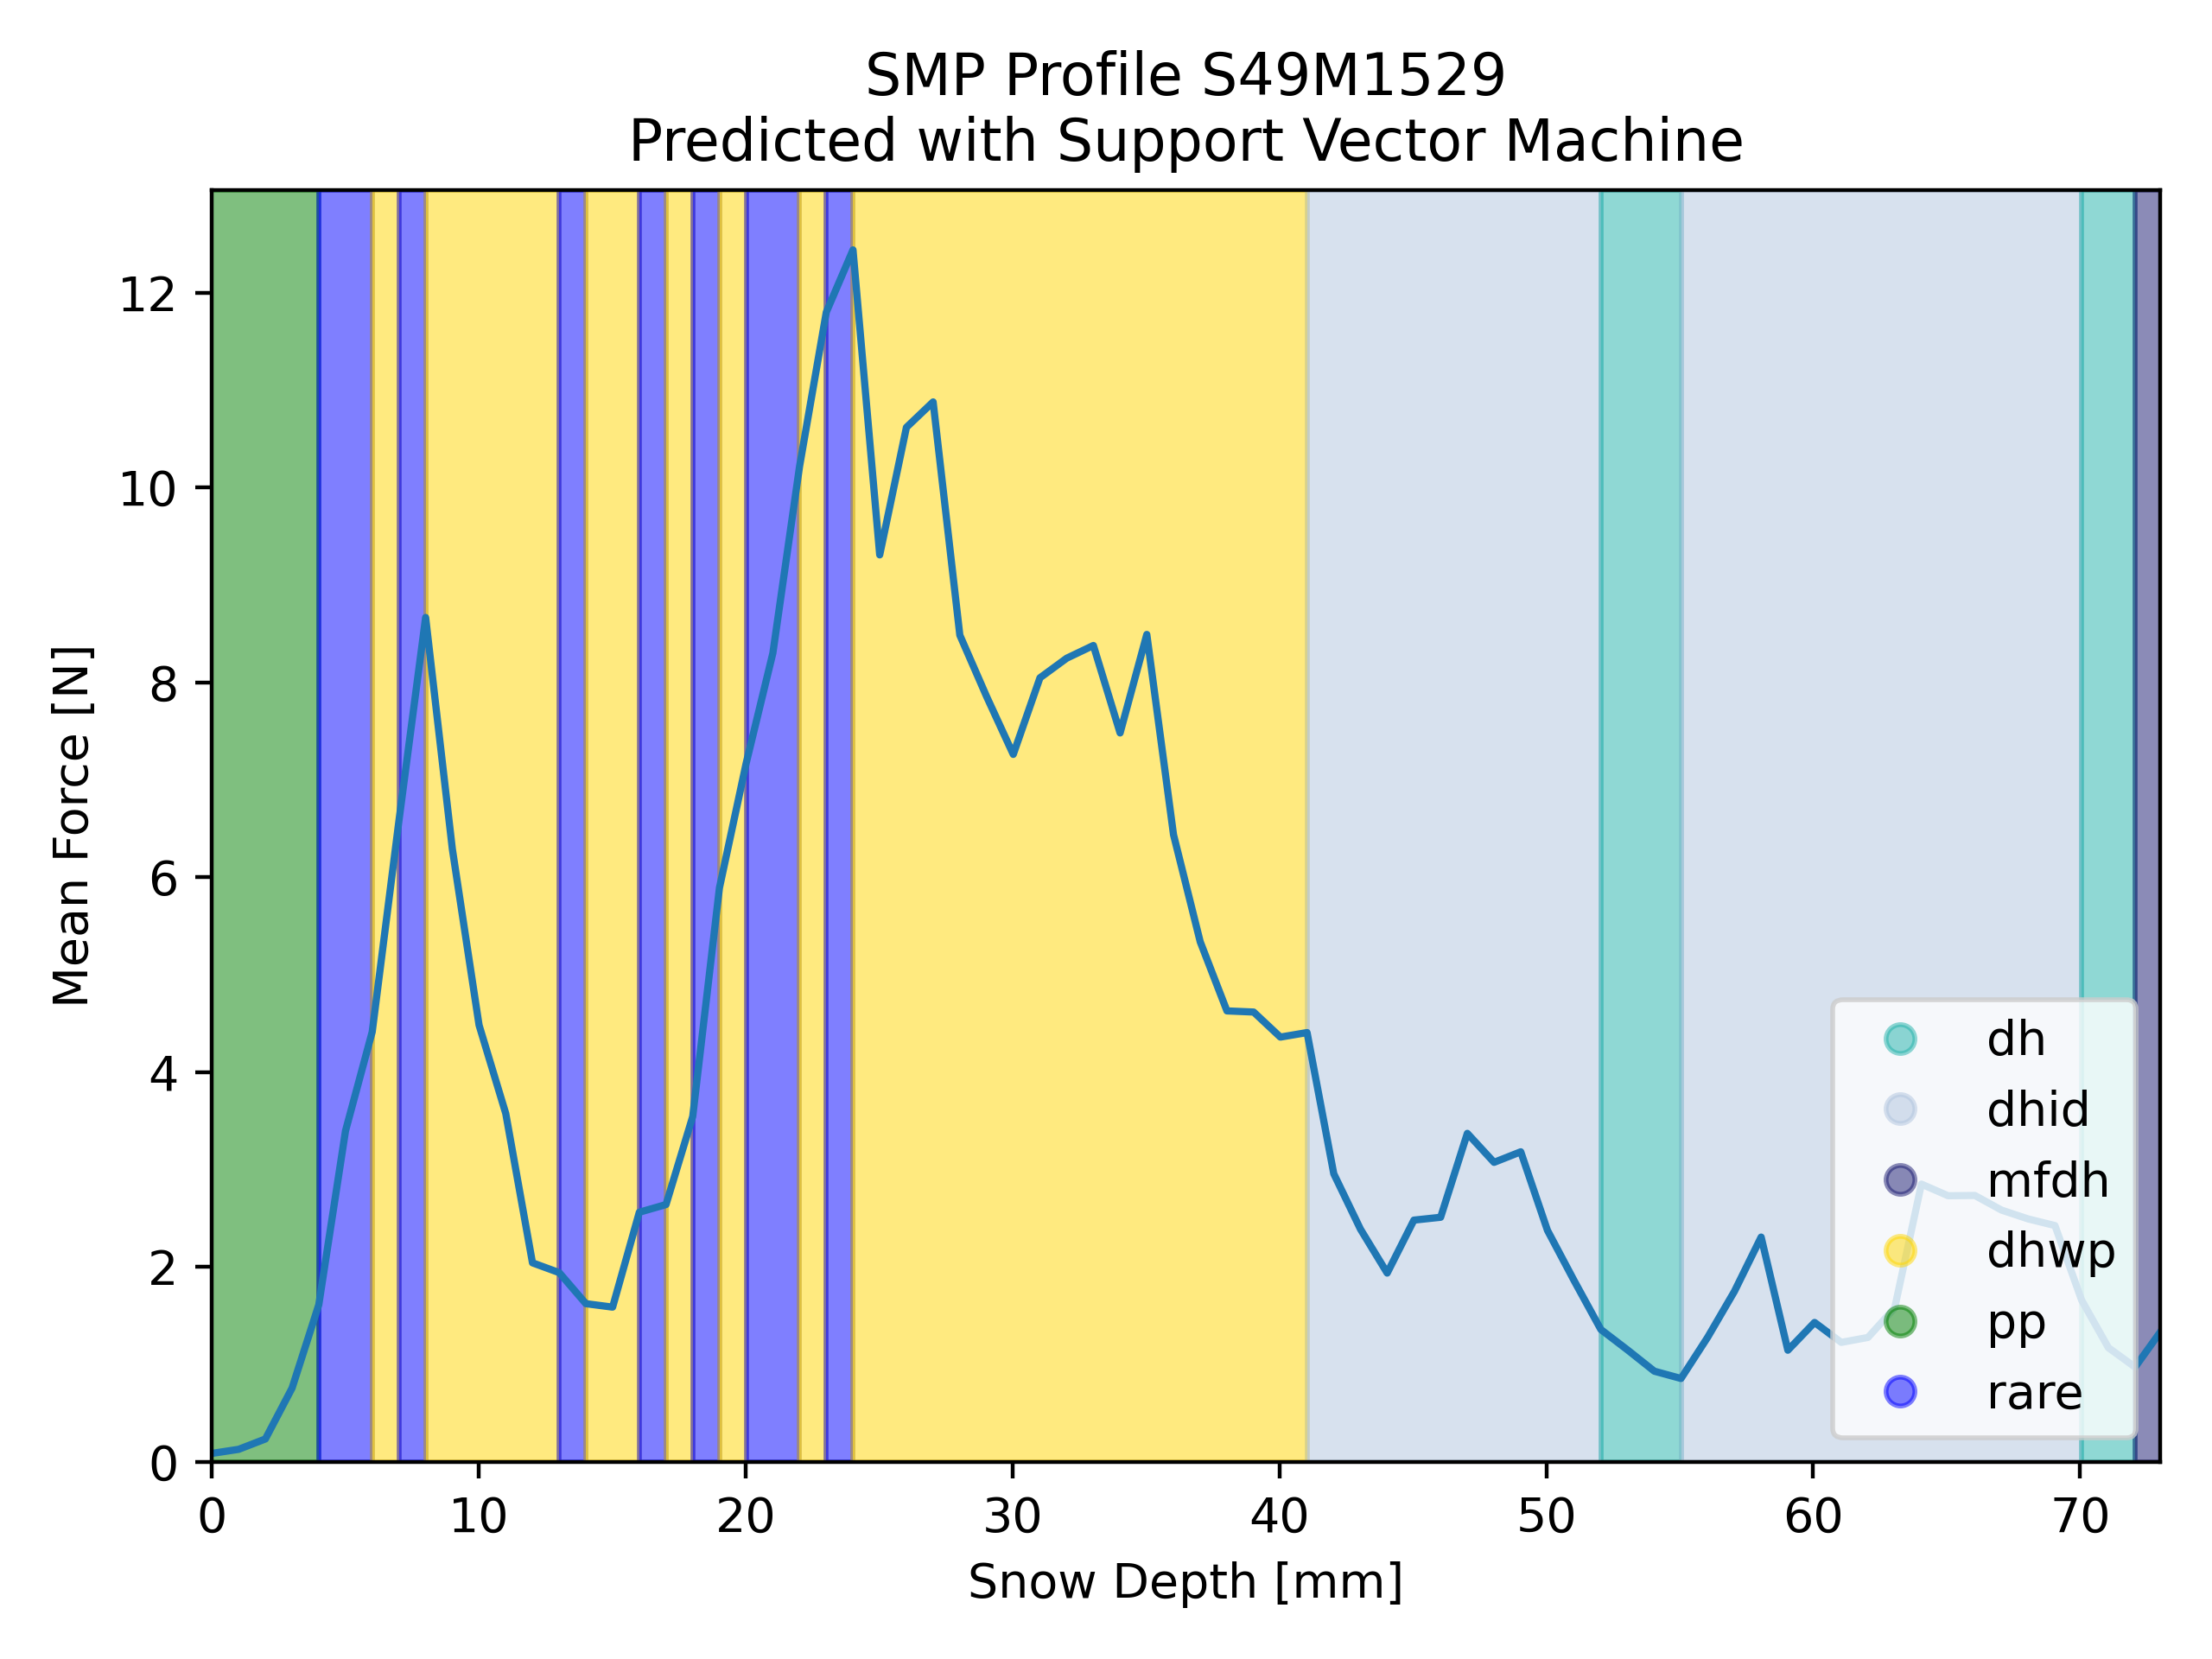 SMP Profile S49M1529
Predicted with Support Vector Machine
Mean Force [N]
12
10
8
6
4
2
0
dh
dhid
mfdh
dhwp
pp
rare
0 10 20 30 40 50 60 70
Snow Depth [mm]